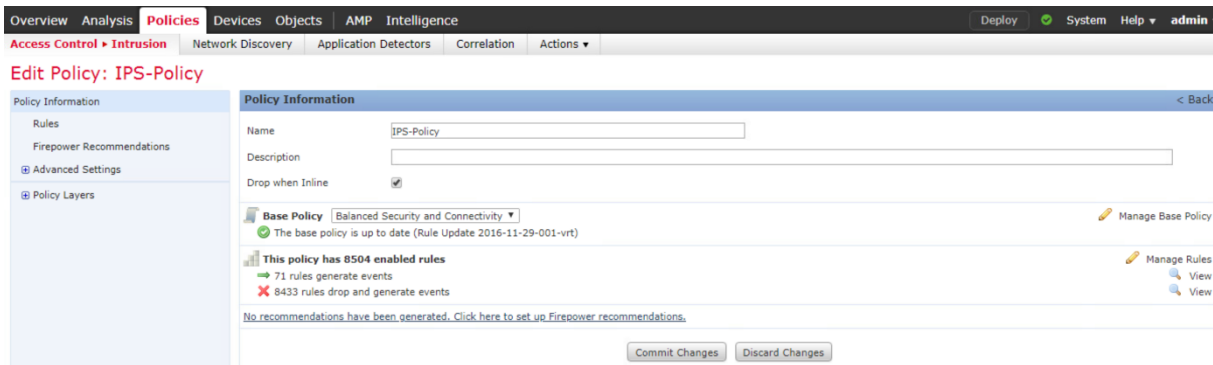 Overview Analysis Policies Devices Objects AMP Intelligence Deploy System Help ▾ admin
Access Control ▸ Intrusion Network Discovery Application Detectors Correlation Actions ▾
Edit Policy: IPS-Policy
Policy Information
Rules
Firepower Recommendations
Advanced Settings
Policy Layers
Policy Information < Back
Name IPS-Policy
Description
Drop when Inline
Base Policy Balanced Security and Connectivity ▼ Manage Base Policy
The base policy is up to date (Rule Update 2016-11-29-001-vrt)
This policy has 8504 enabled rules Manage Rules
71 rules generate events View
8433 rules drop and generate events View
No recommendations have been generated. Click here to set up Firepower recommendations.
Commit Changes Discard Changes